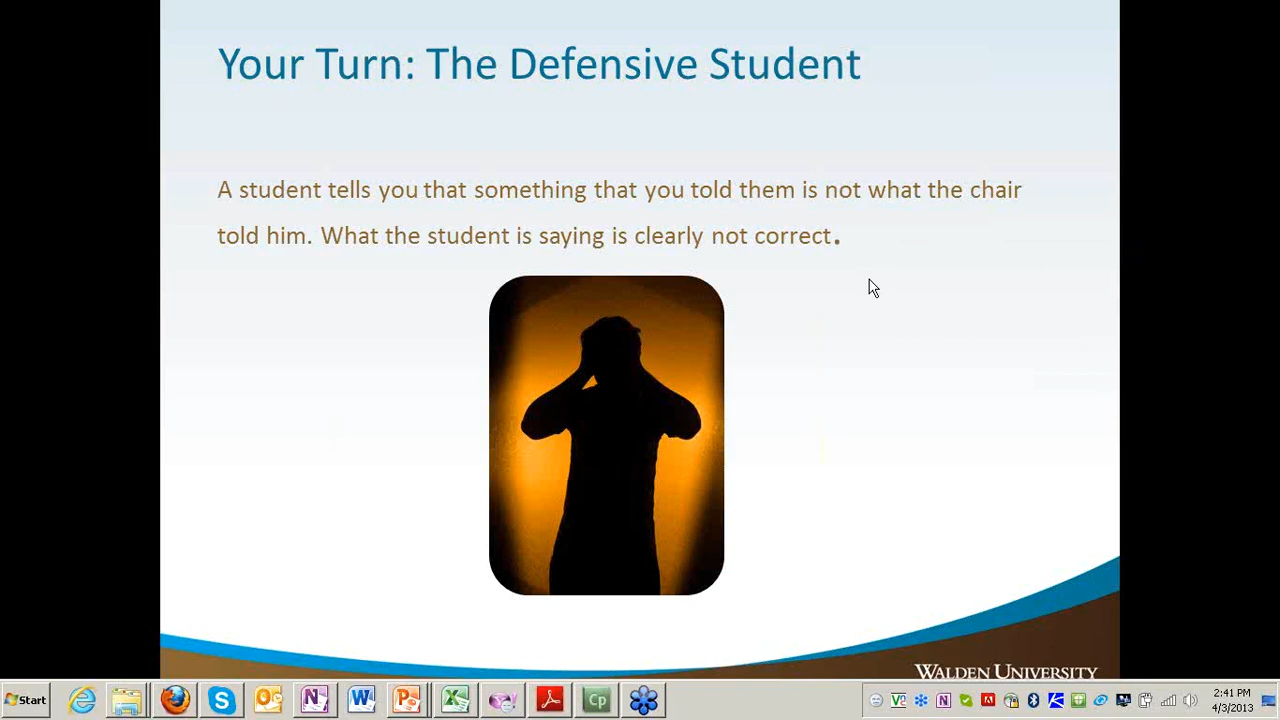 Your Turn: The Defensive Student
A student tells you that something that you told them is not what the chair
told him. What the student is saying is clearly not correct.
WALDEN UNIVERSITY
Start
2:41 PM
4/3/2013